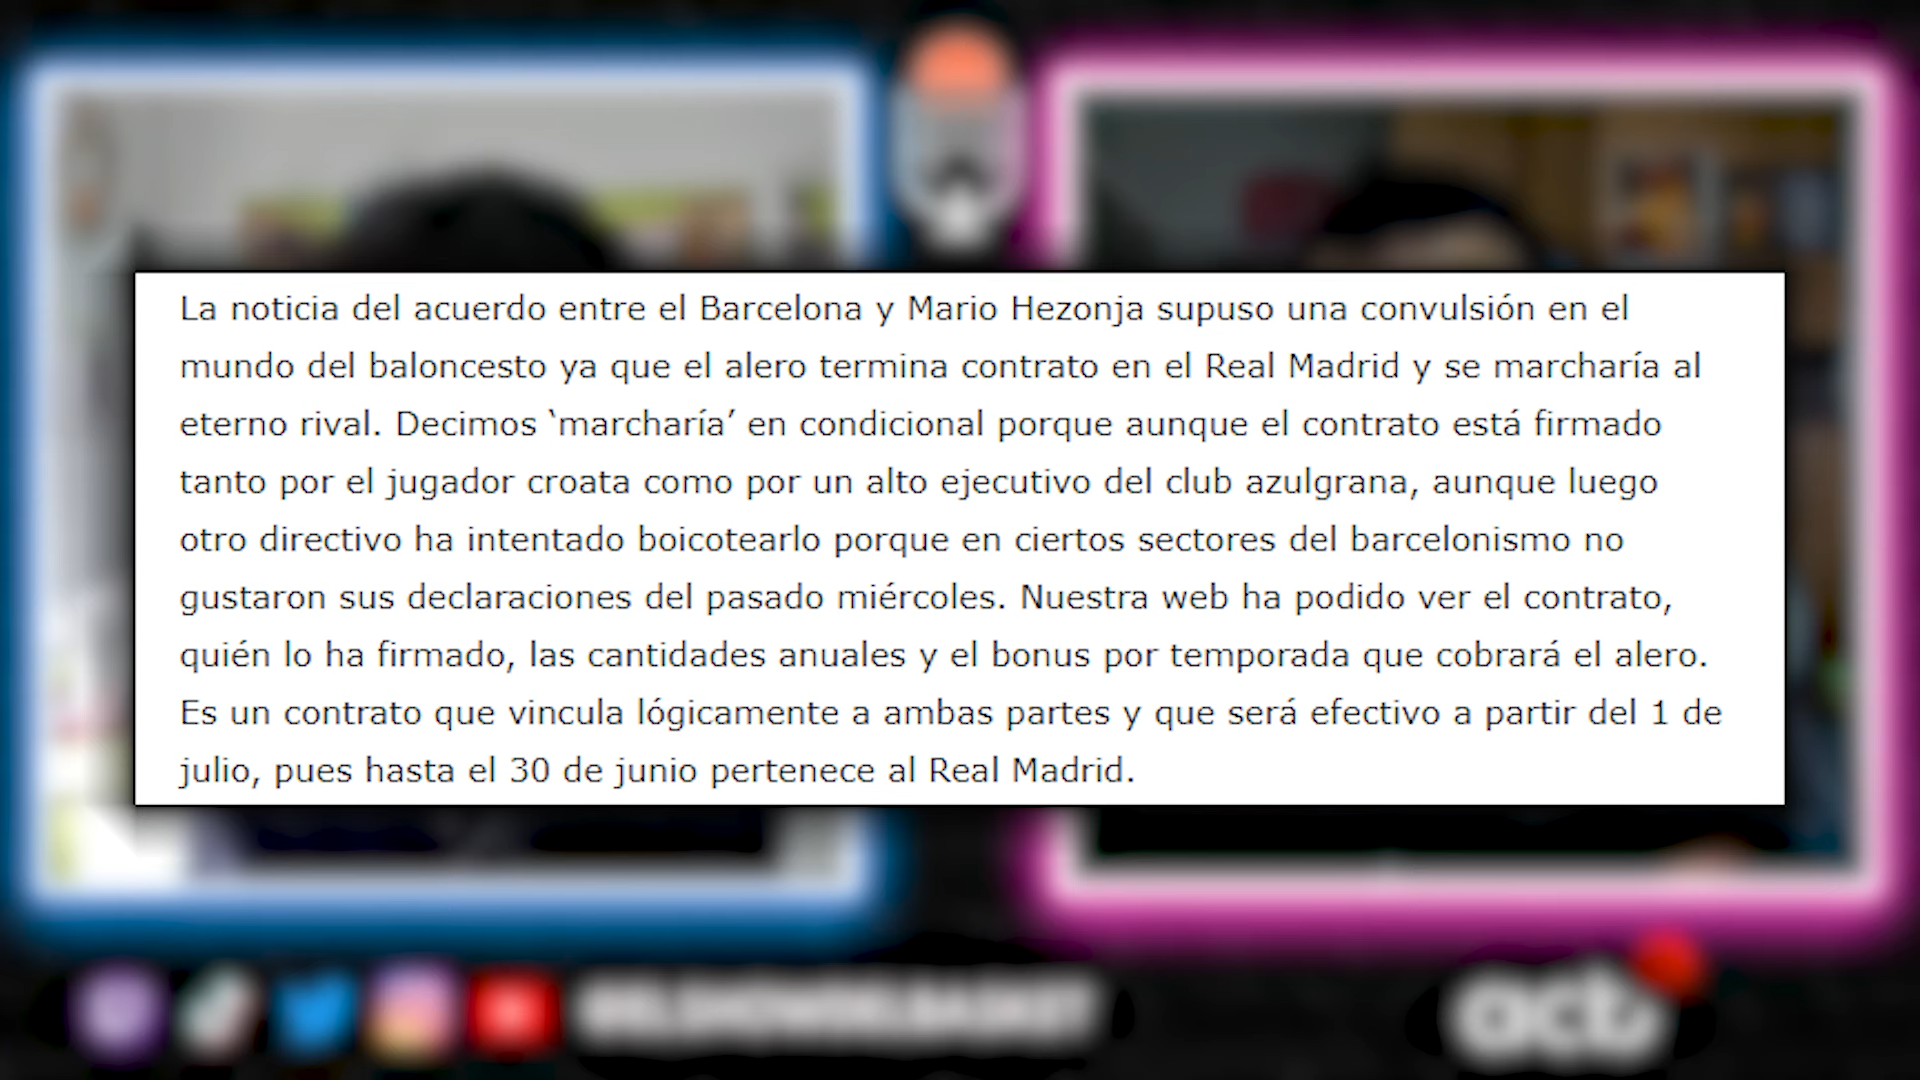 La noticia del acuerdo entre el Barcelona y Mario Hezonja supuso una convulsión en el
mundo del baloncesto ya que el alero termina contrato en el Real Madrid y se marcharía al
eterno rival. Decimos ‘marcharía’ en condicional porque aunque el contrato está firmado
tanto por el jugador croata como por un alto ejecutivo del club azulgrana, aunque luego
otro directivo ha intentado boicotearlo porque en ciertos sectores del barcelonismo no
gustaron sus declaraciones del pasado miércoles. Nuestra web ha podido ver el contrato,
quién lo ha firmado, las cantidades anuales y el bonus por temporada que cobrará el alero.
Es un contrato que vincula lógicamente a ambas partes y que será efectivo a partir del 1 de
julio, pues hasta el 30 de junio pertenece al Real Madrid.